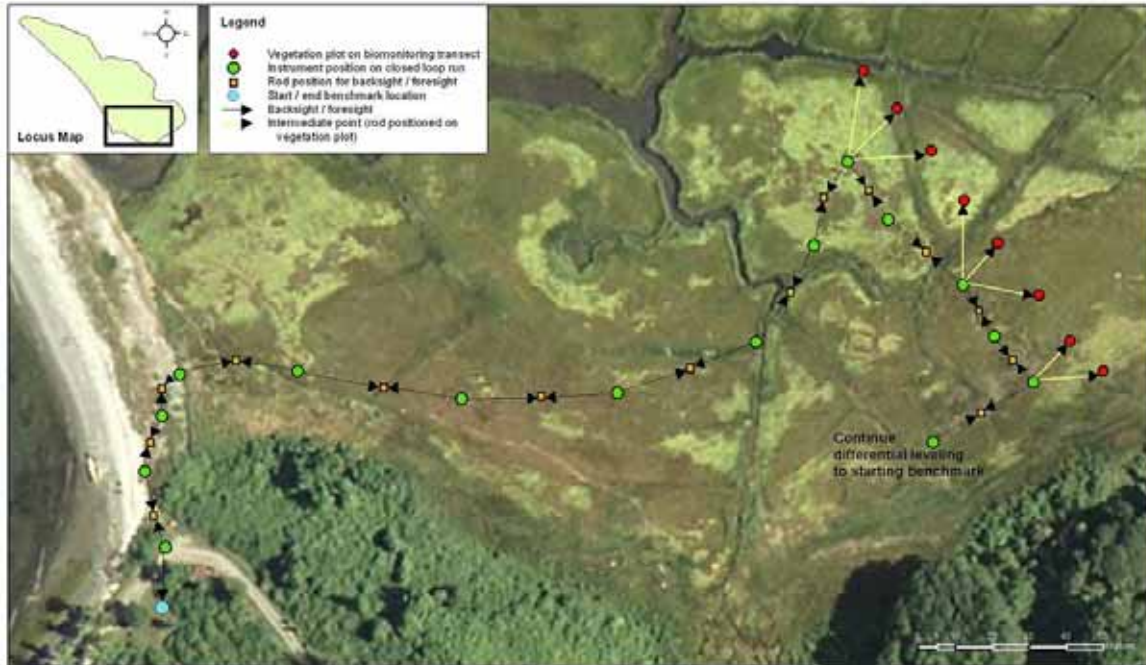 Locus Map
Legend
Vegetation plot on biomonitoring transect
Instrument position on closed loop run
Rod position for backsight / foresight
Start / end benchmark location
Backsight / foresight
Intermediate point (rod positioned on
vegetation plot)
Continue
differential leveling
to starting benchmark